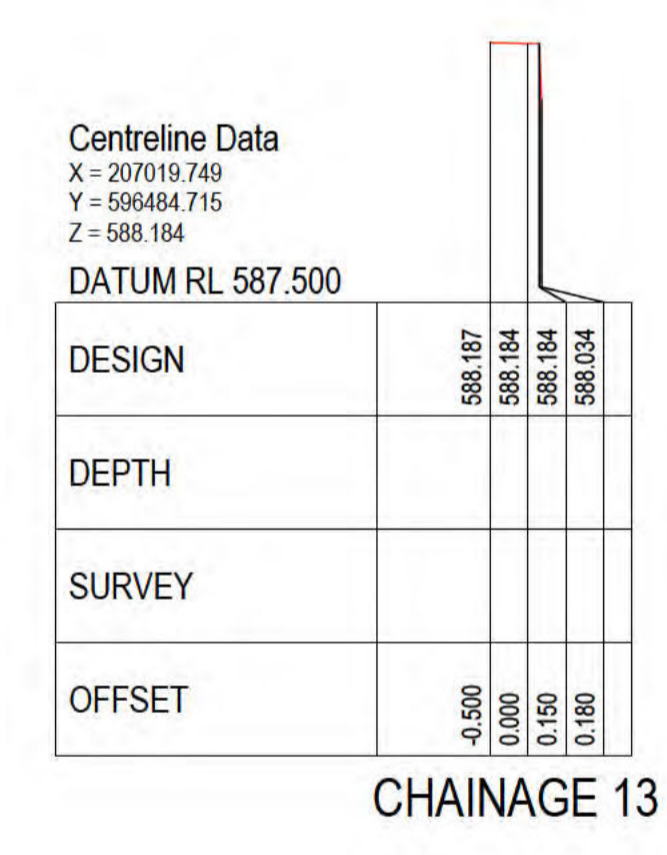 Centreline Data
X = 207019.749
Y = 596484.715
Z = 588.184
DATUM RL 587.500
DESIGN 588.187 588.184 588.184 588.034
DEPTH
SURVEY
OFFSET -0.500 0.000 0.150 0.180
CHAINAGE 13